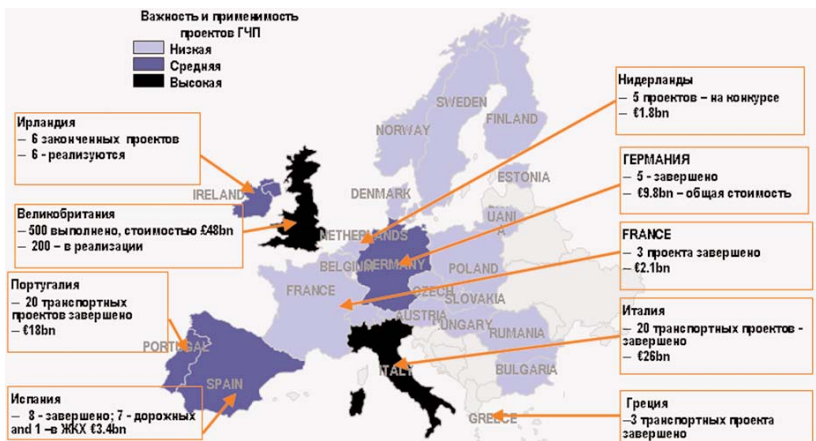 Важность и применимость
проектов ГЧП
Низкая
Средняя
Высокая
Ирландия
– 6 законченных проектов
– 6 - реализуются
Великобритания
– 500 выполнено, стоимостью £48bn
– 200 – в реализации
Португалия
– 20 транспортных
проектов завершено
– €18bn
Испания
– 8 - завершено; 7 - дорожных
and 1 –в ЖКХ €3.4bn
Нидерланды
– 5 проектов – на конкурсе
– €1.8bn
ГЕРМАНИЯ
– 5 - завершено
– €9.8bn – общая стоимость
FRANCE
– 3 проекта завершено
– €2.1bn
Италия
– 20 транспортных проектов -
завершено
– €26bn
Греция
–3 транспортных проекта
завершено
SWEDEN
NORWAY
FINLAND
ESTONIA
DENMARK
UANI
A
IRELAND
NETHERLANDS
BELGIUM
GERMANY
POLAND
FRANCE
CZECH
SLOVAKIA
AUSTRIA
UNGARY
RUMANIA
PORTUGAL
SPAIN
ITALY
BULGARIA
GREECE